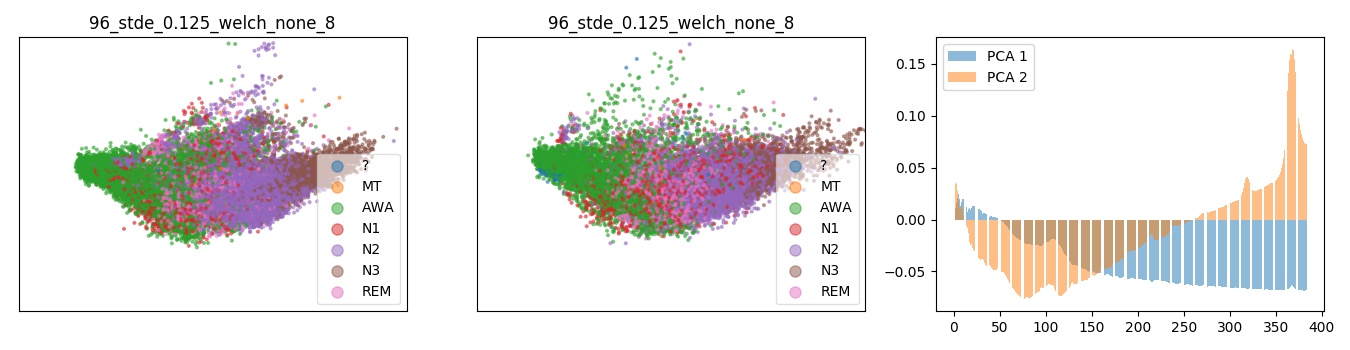 96_stde_0.125_welch_none_8
?
MT
AWA
N1
N2
N3
REM
96_stde_0.125_welch_none_8
?
MT
AWA
N1
N2
N3
REM
PCA 1
PCA 2
0.15
0.10
0.05
0.00
−0.05
0 50 100 150 200 250 300 350 400